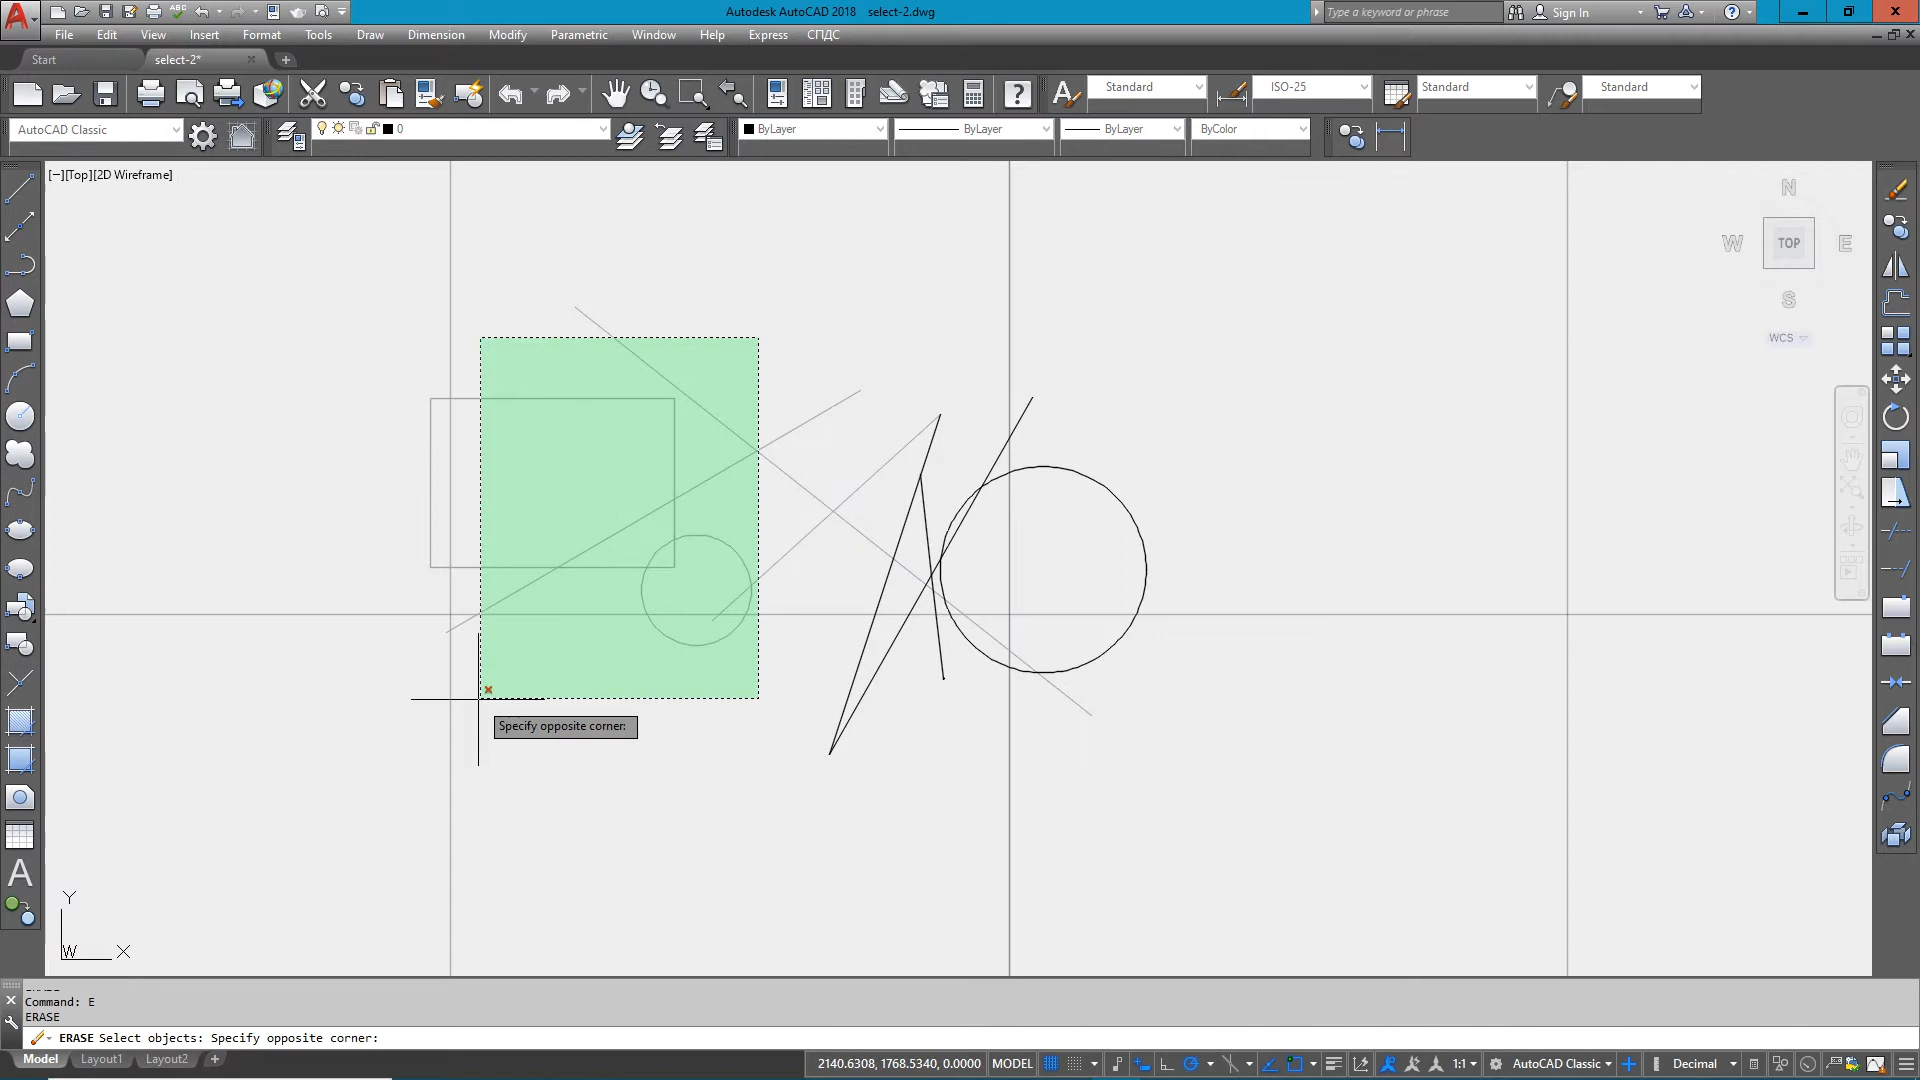 Autodesk AutoCAD 2018   select-2.dwg
Type a keyword or phrase
Sign In
File Edit View Insert Format Tools Draw Dimension Modify Parametric Window Help Express СПДС
Start
select-2*
Standard
ISO-25
Standard
Standard
AutoCAD Classic
0
ByLayer
ByLayer
ByLayer
ByColor
[−][Top][2D Wireframe]
N
W TOP E
S
WCS
Specify opposite corner:
Y
W X
Command: E
ERASE
ERASE Select objects: Specify opposite corner:
Model Layout1 Layout2
2140.6308, 1768.5340, 0.0000 MODEL 1:1 AutoCAD Classic Decimal